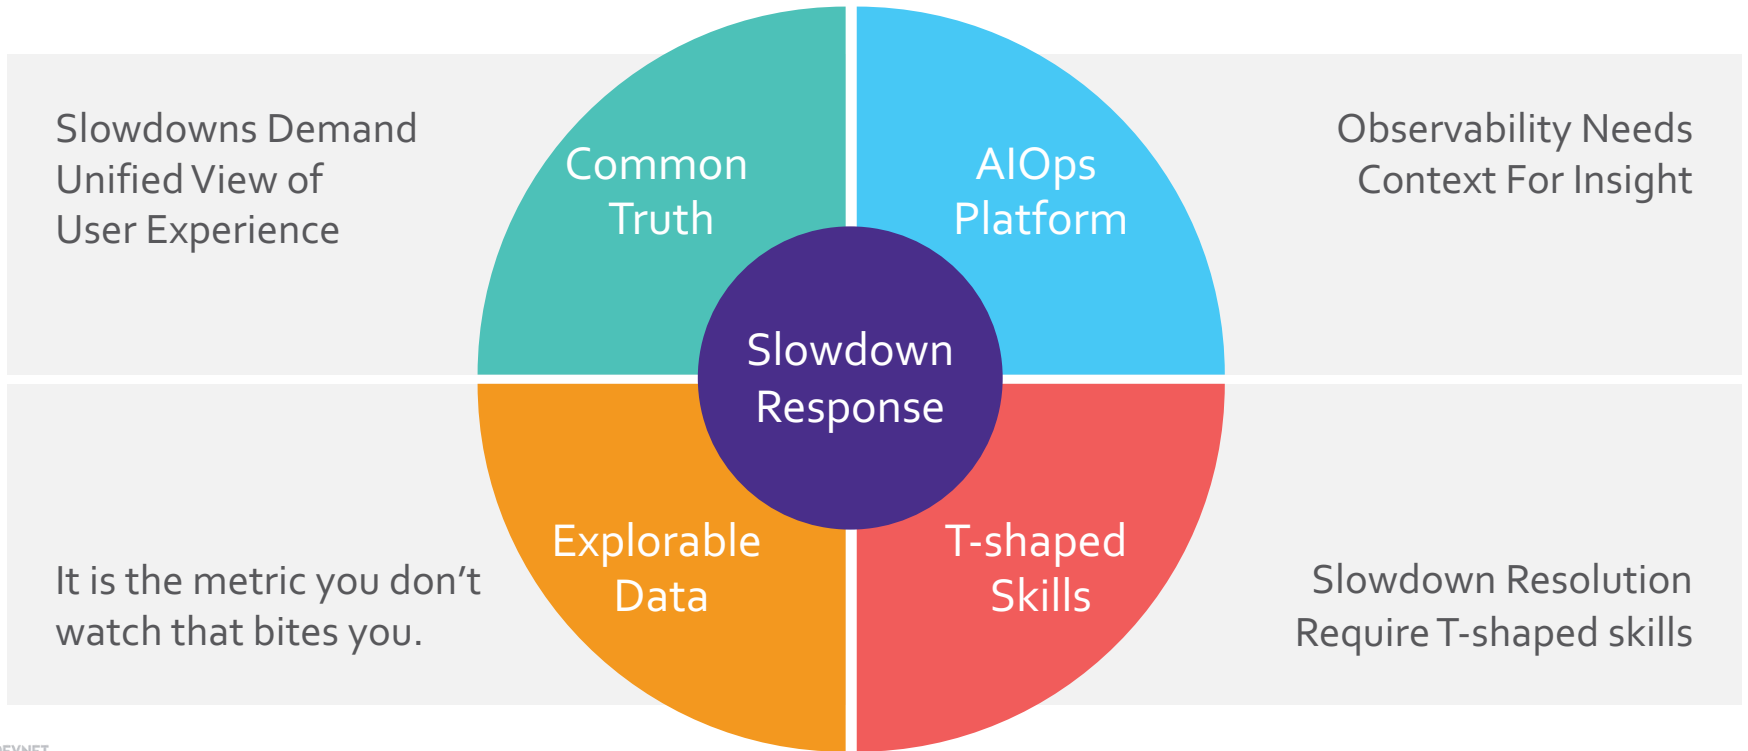 Slowdowns Demand
Unified View of
User Experience
Common
Truth
AIOps
Platform
Observability Needs
Context For Insight
Slowdown
Response
It is the metric you don’t
watch that bites you.
Explorable
Data
T-shaped
Skills
Slowdown Resolution
Require T-shaped skills